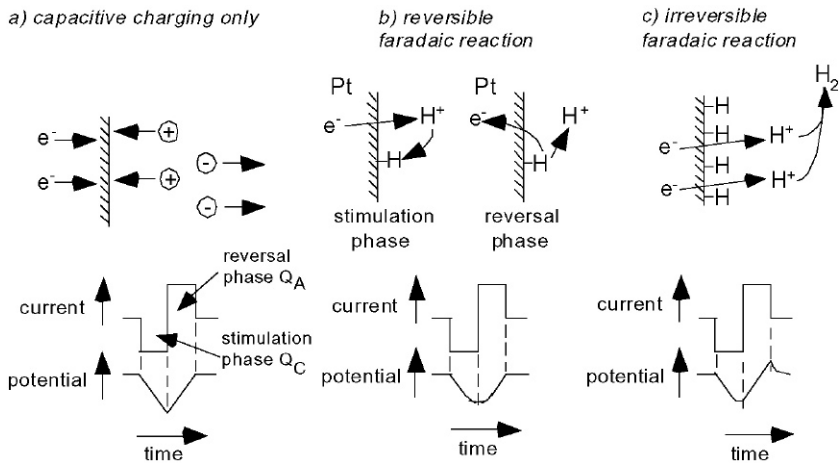 a) capacitive charging only
e-
+
-
e-
+
-
reversal
phase QA
current
stimulation
phase QC
potential
time
b) reversible
faradaic reaction
Pt
e-
H+
H
stimulation
phase
Pt
e-
H+
H
reversal
phase
current
potential
time
c) irreversible
faradaic reaction
H2
H
H
e-
H+
H
e-
H+
H
current
potential
time